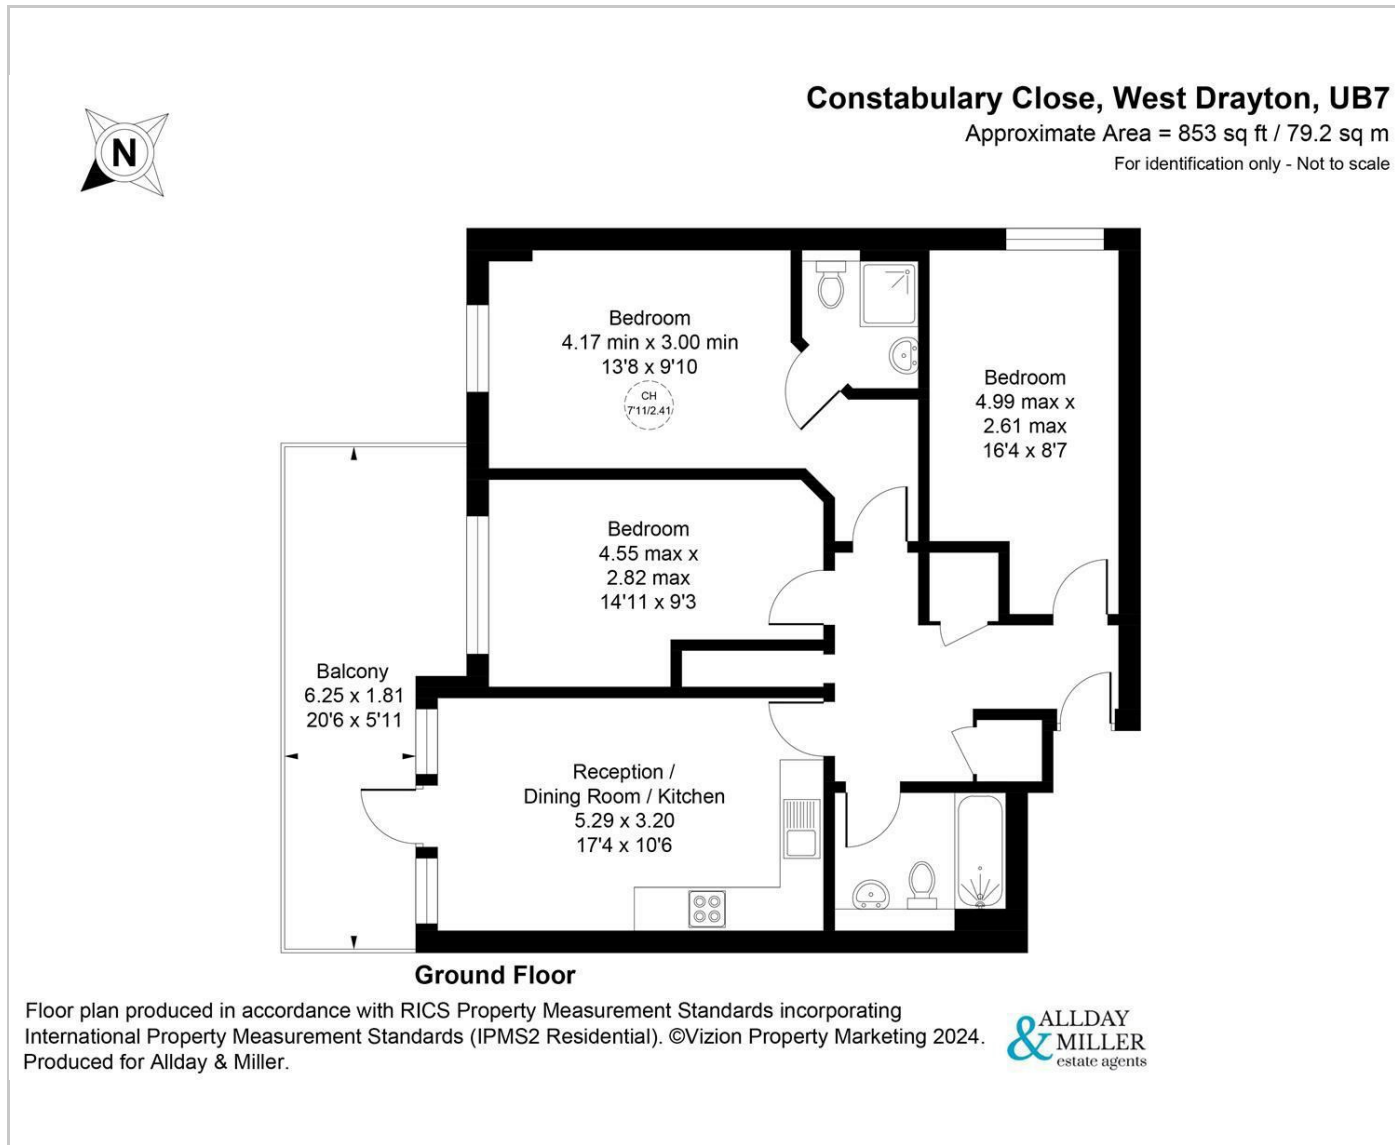 N
Constabulary Close, West Drayton, UB7
Approximate Area = 853 sq ft / 79.2 sq m
For identification only - Not to scale
Bedroom
4.17 min x 3.00 min
13'8 x 9'10
CH
7'11/2.41
Bedroom
4.99 max x
2.61 max
16'4 x 8'7
Bedroom
4.55 max x
2.82 max
14'11 x 9'3
Balcony
6.25 x 1.81
20'6 x 5'11
Reception /
Dining Room / Kitchen
5.29 x 3.20
17'4 x 10'6
Ground Floor
Floor plan produced in accordance with RICS Property Measurement Standards incorporating
International Property Measurement Standards (IPMS2 Residential). ©Vizion Property Marketing 2024.
Produced for Allday & Miller.
ALLDAY
& MILLER
estate agents